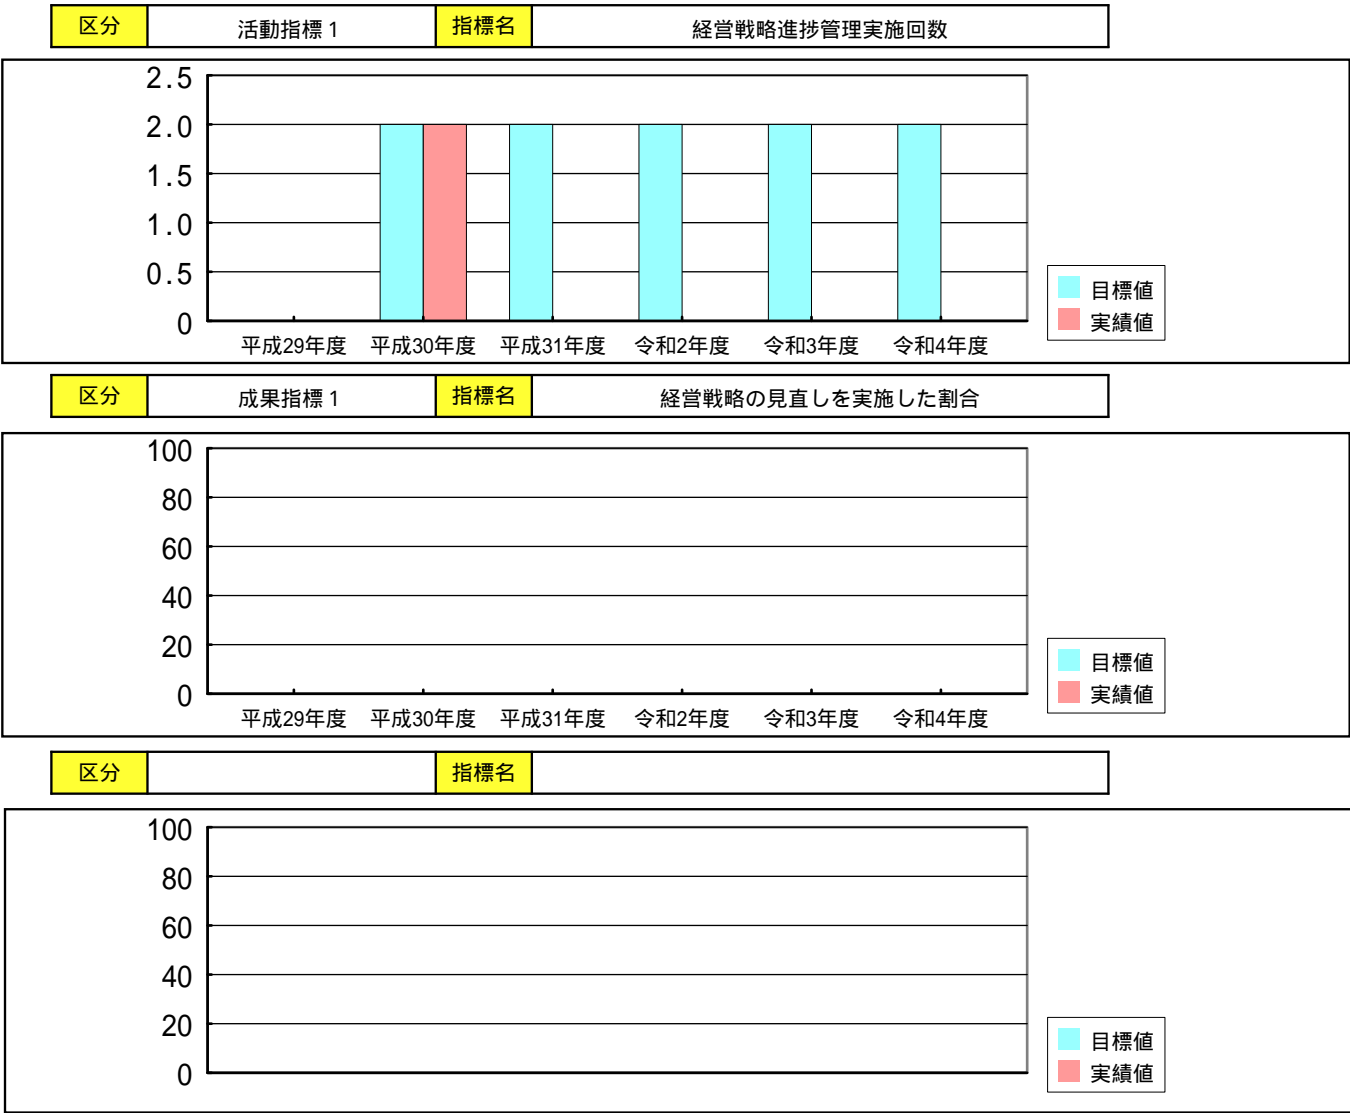 区分 活動指標1 指標名 経営戦略進捗管理実施回数
2.5
2.0
1.5
1.0
0.5
0
平成29年度 平成30年度 平成31年度 令和2年度 令和3年度 令和4年度
目標値
実績値
区分 成果指標1 指標名 経営戦略の見直しを実施した割合
100
80
60
40
20
0
平成29年度 平成30年度 平成31年度 令和2年度 令和3年度 令和4年度
目標値
実績値
区分 指標名
100
80
60
40
20
0
目標値
実績値